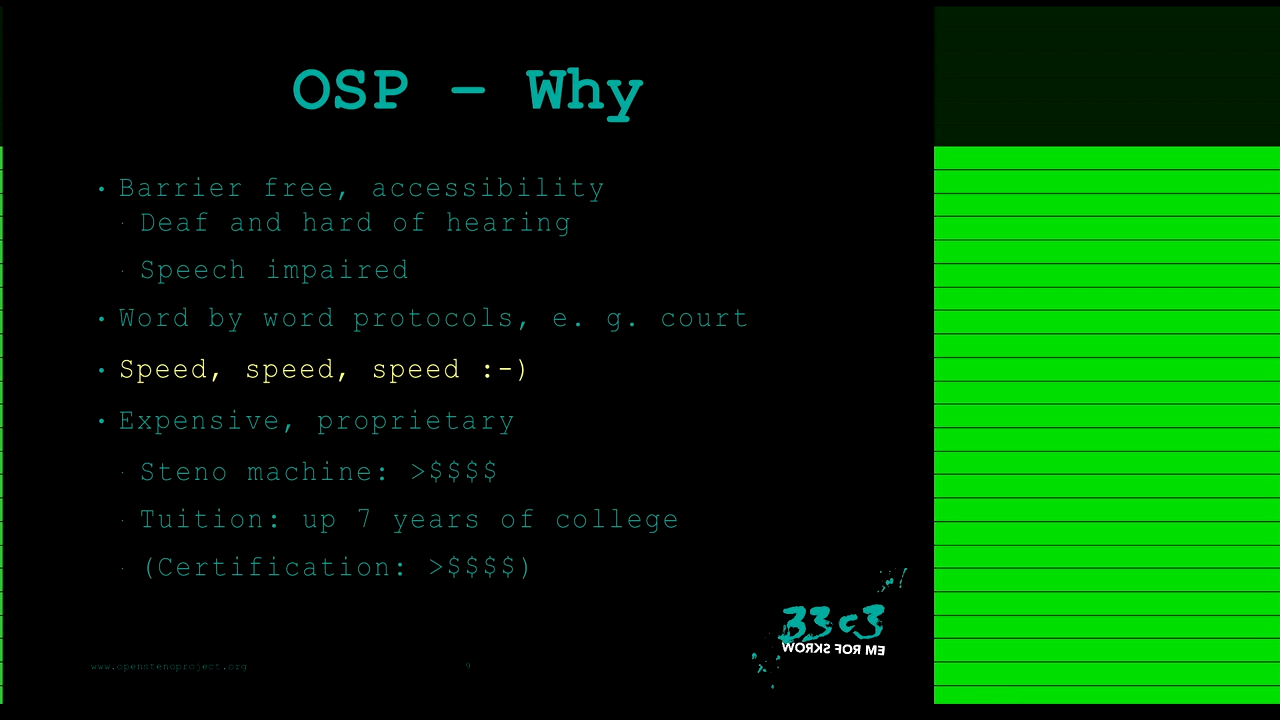 OSP – Why
• Barrier free, accessibility
· Deaf and hard of hearing
· Speech impaired
• Word by word protocols, e. g. court
• Speed, speed, speed :-)
• Expensive, proprietary
· Steno machine: >$$$$
· Tuition: up 7 years of college
· (Certification: >$$$$)
33c3
WORKS FOR ME
www.openstenoproject.org
9